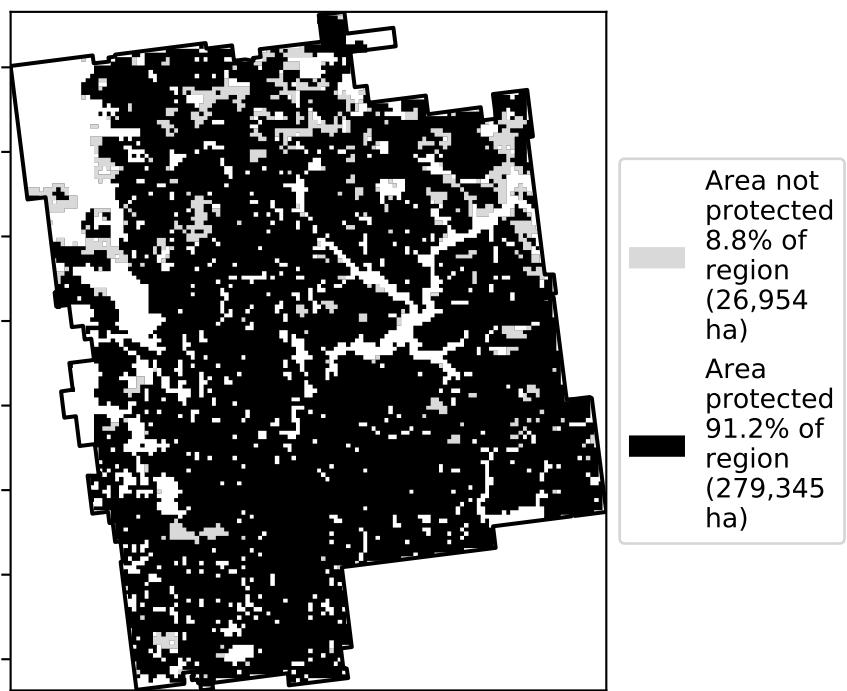 Area not
protected
8.8% of
region
(26,954
ha)
Area
protected
91.2% of
region
(279,345
ha)